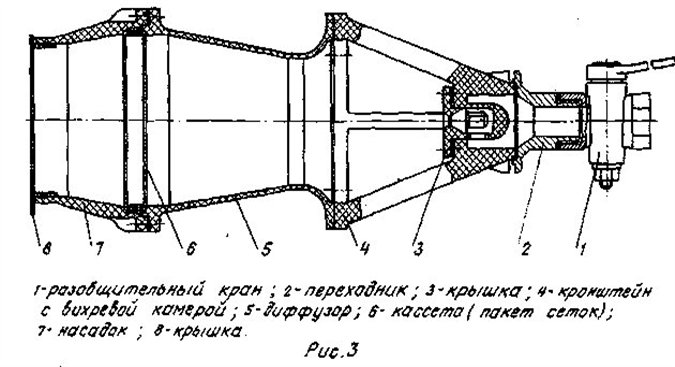 8 7 6 5 4 3 2 1
1-разобщительный кран; 2-переходник; 3-крышка; 4-кронштейн
с вихревой камерой; 5-диффузор; 6-кассета (пакет сеток);
7-насадок; 8-крышка.
Рис.3